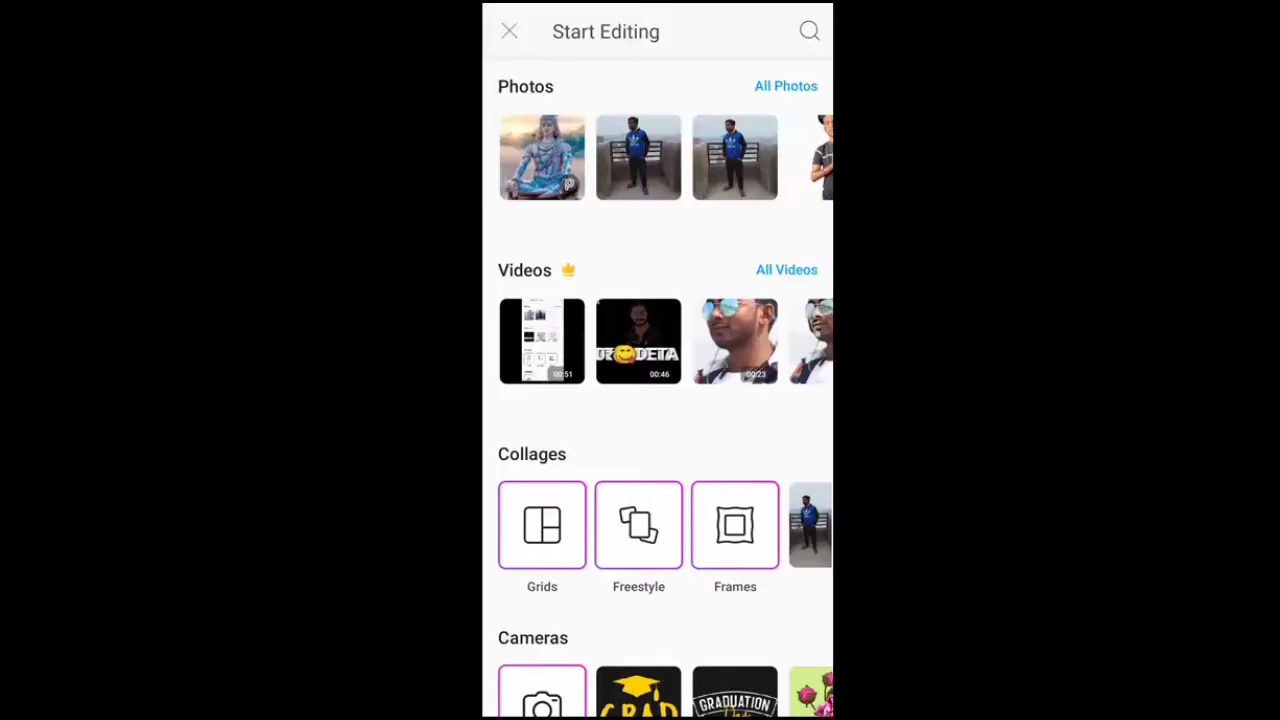 Start Editing
Photos
All Photos
Videos
All Videos
00:51
00:46
00:23
DETA
Collages
Grids
Freestyle
Frames
Cameras
GRAD
GRADUATION